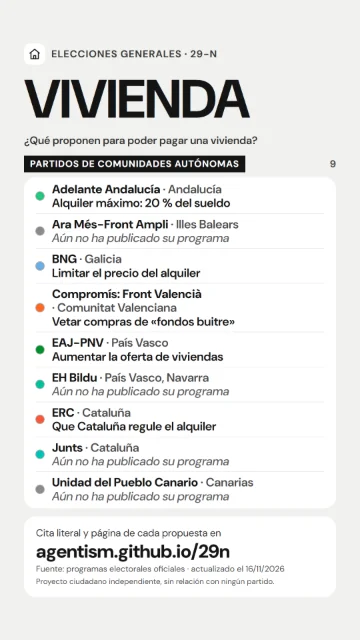 ELECCIONES GENERALES · 29-N
VIVIENDA
¿Qué proponen para poder pagar una vivienda?
PARTIDOS DE COMUNIDADES AUTÓNOMAS 9
Adelante Andalucía · Andalucía
Alquiler máximo: 20 % del sueldo
Ara Més-Front Ampli · Illes Balears
Aún no ha publicado su programa
BNG · Galicia
Limitar el precio del alquiler
Compromís: Front Valencià
· Comunitat Valenciana
Vetar compras de «fondos buitre»
EAJ-PNV · País Vasco
Aumentar la oferta de viviendas
EH Bildu · País Vasco, Navarra
Aún no ha publicado su programa
ERC · Cataluña
Que Cataluña regule el alquiler
Junts · Cataluña
Aún no ha publicado su programa
Unidad del Pueblo Canario · Canarias
Aún no ha publicado su programa
Cita literal y página de cada propuesta en
agentism.github.io/29n
Fuente: programas electorales oficiales · actualizado el 16/11/2026
Proyecto ciudadano independiente, sin relación con ningún partido.